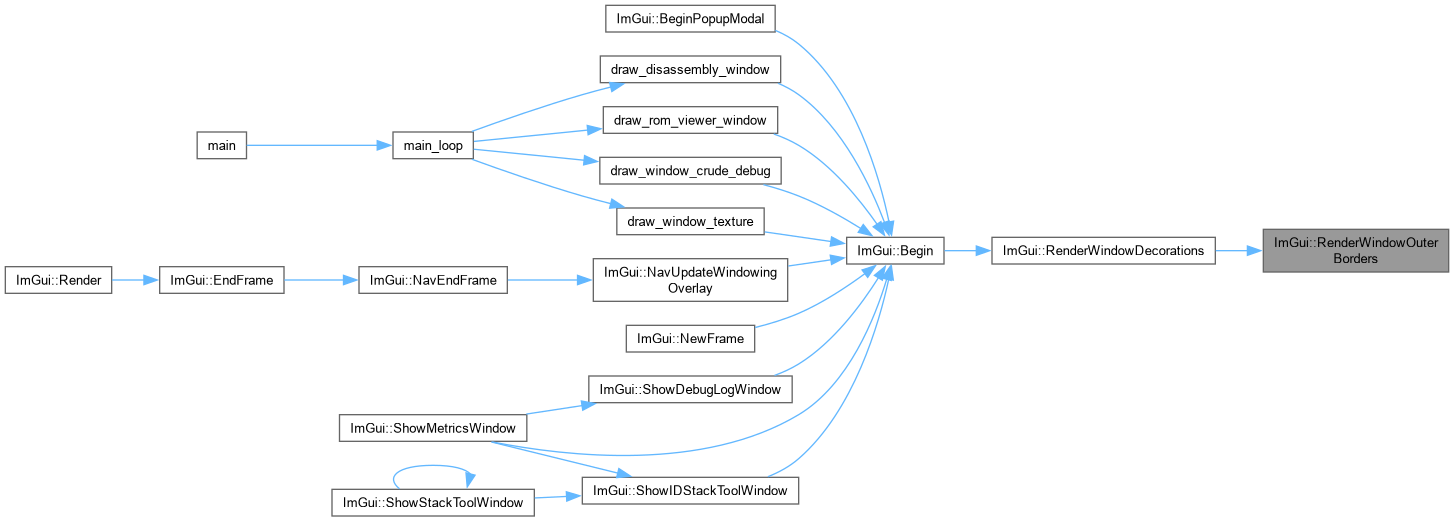 ImGui::BeginPopupModal
draw_disassembly_window
draw_rom_viewer_window
main
main_loop
draw_window_crude_debug
draw_window_texture
ImGui::Begin
ImGui::RenderWindowDecorations
ImGui::RenderWindowOuter
Borders
ImGui::Render
ImGui::EndFrame
ImGui::NavEndFrame
ImGui::NavUpdateWindowing
Overlay
ImGui::NewFrame
ImGui::ShowDebugLogWindow
ImGui::ShowMetricsWindow
ImGui::ShowIDStackToolWindow
ImGui::ShowStackToolWindow